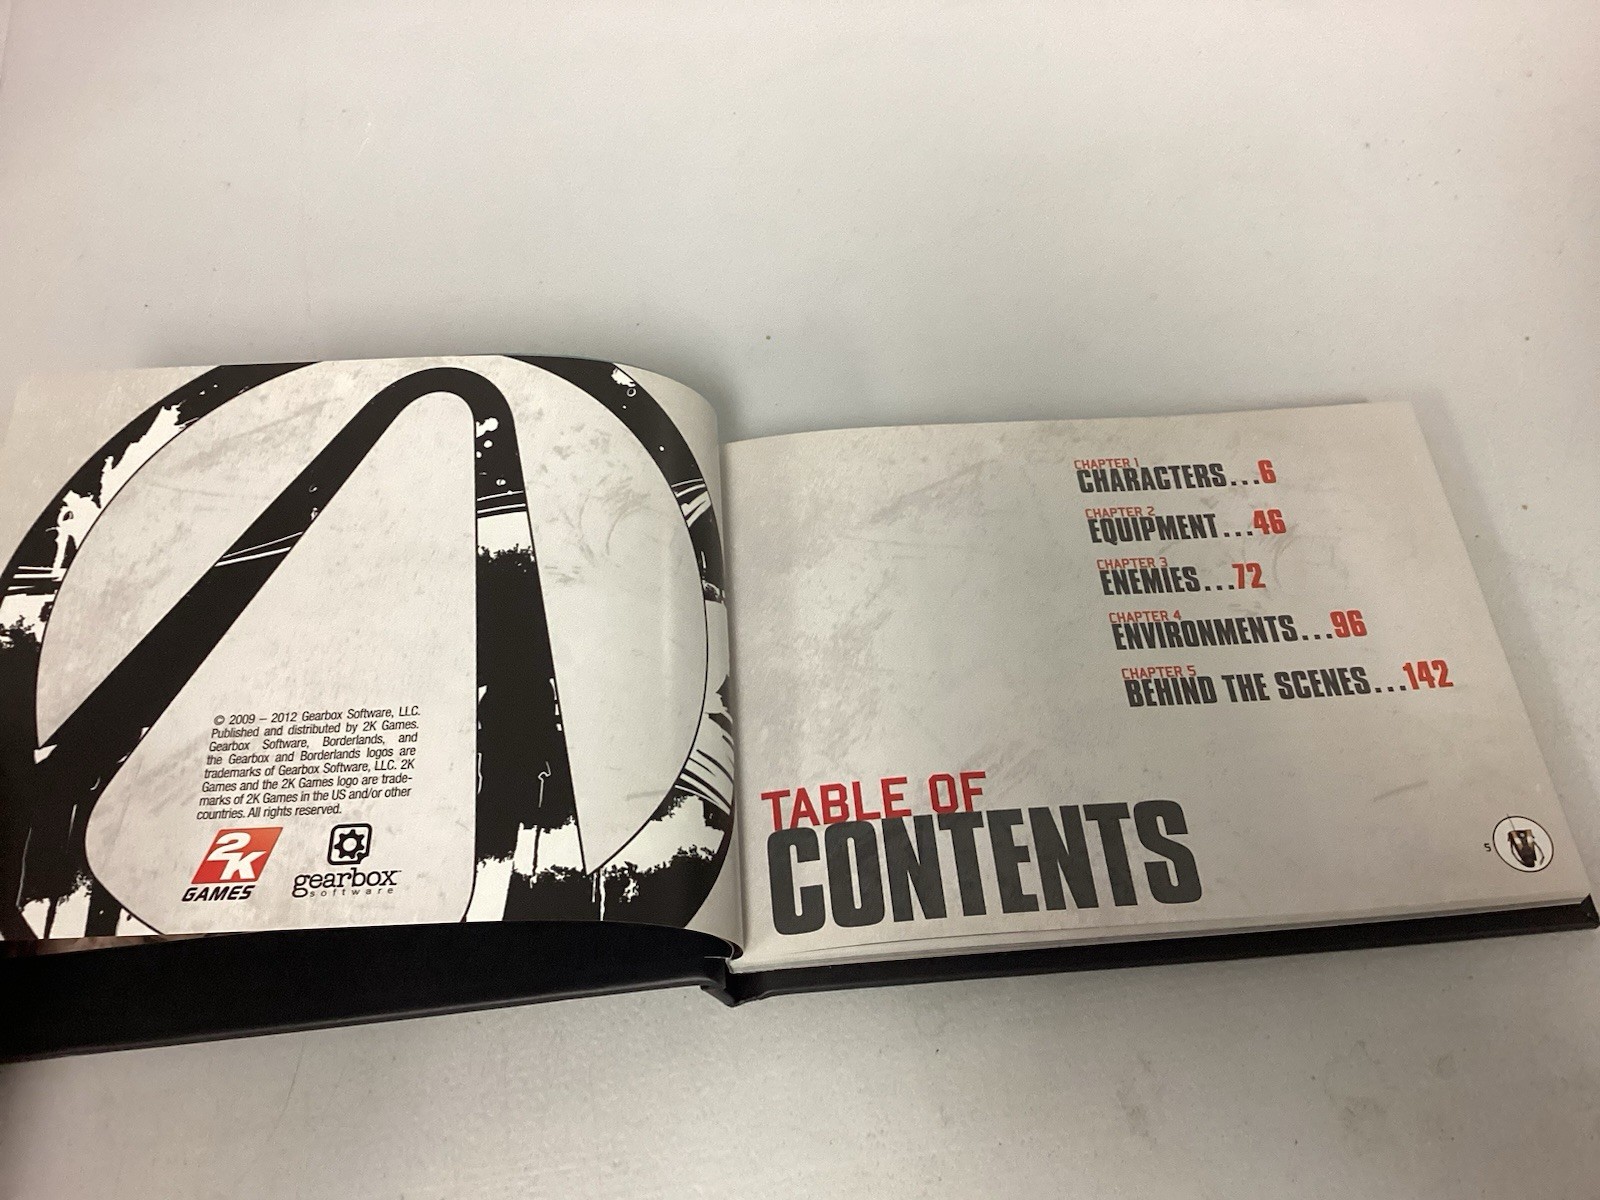 © 2009 – 2012 Gearbox Software, LLC.
Published and distributed by 2K Games.
Gearbox Software, Borderlands, and
the Gearbox and Borderlands logos are
trademarks of Gearbox Software, LLC. 2K
Games and the 2K Games logo are trade-
marks of 2K Games in the US and/or other
countries. All rights reserved.
2K
GAMES
gearbox
software
CHAPTER 1
CHARACTERS...6
CHAPTER 2
EQUIPMENT...46
CHAPTER 3
ENEMIES...72
CHAPTER 4
ENVIRONMENTS...96
CHAPTER 5
BEHIND THE SCENES...142
TABLE OF
CONTENTS
5